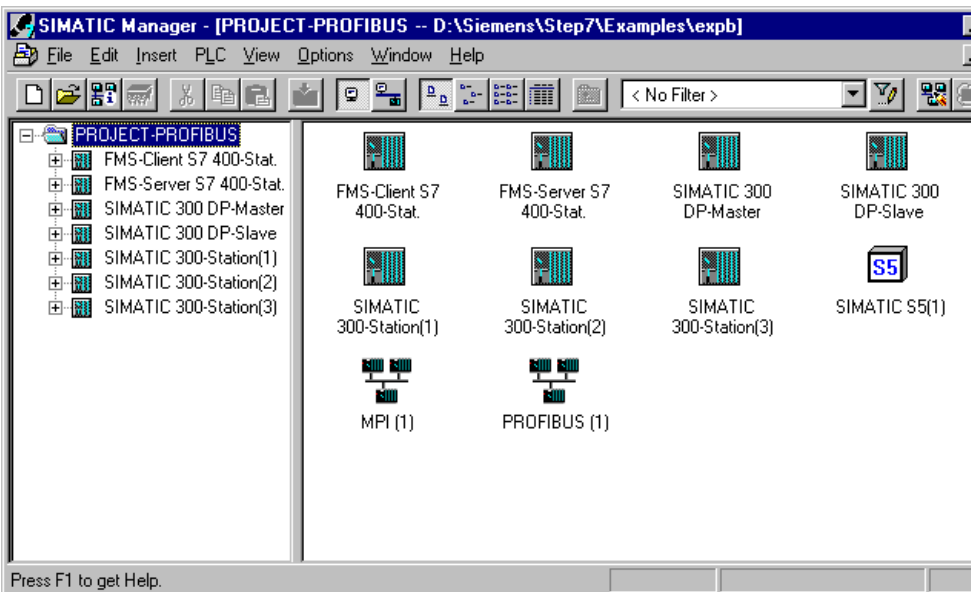 SIMATIC Manager - [PROJECT-PROFIBUS -- D:\Siemens\Step7\Examples\expb]
File Edit Insert PLC View Options Window Help
< No Filter >
PROJECT-PROFIBUS
FMS-Client S7 400-Stat.
FMS-Server S7 400-Stat.
SIMATIC 300 DP-Master
SIMATIC 300 DP-Slave
SIMATIC 300-Station(1)
SIMATIC 300-Station(2)
SIMATIC 300-Station(3)
FMS-Client S7
400-Stat.
FMS-Server S7
400-Stat.
SIMATIC 300
DP-Master
SIMATIC 300
DP-Slave
SIMATIC
300-Station(1)
SIMATIC
300-Station(2)
SIMATIC
300-Station(3)
S5
SIMATIC S5(1)
MPI (1)
PROFIBUS (1)
Press F1 to get Help.